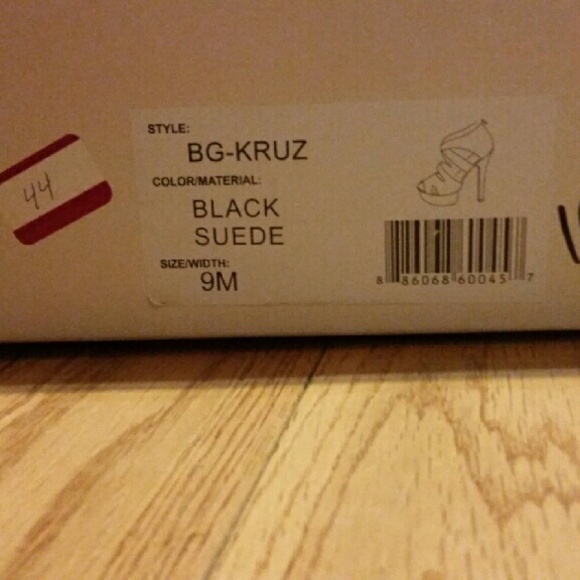 STYLE:
BG-KRUZ
COLOR/MATERIAL:
BLACK
SUEDE
SIZE/WIDTH:
9M
8 86068 60045 7
44